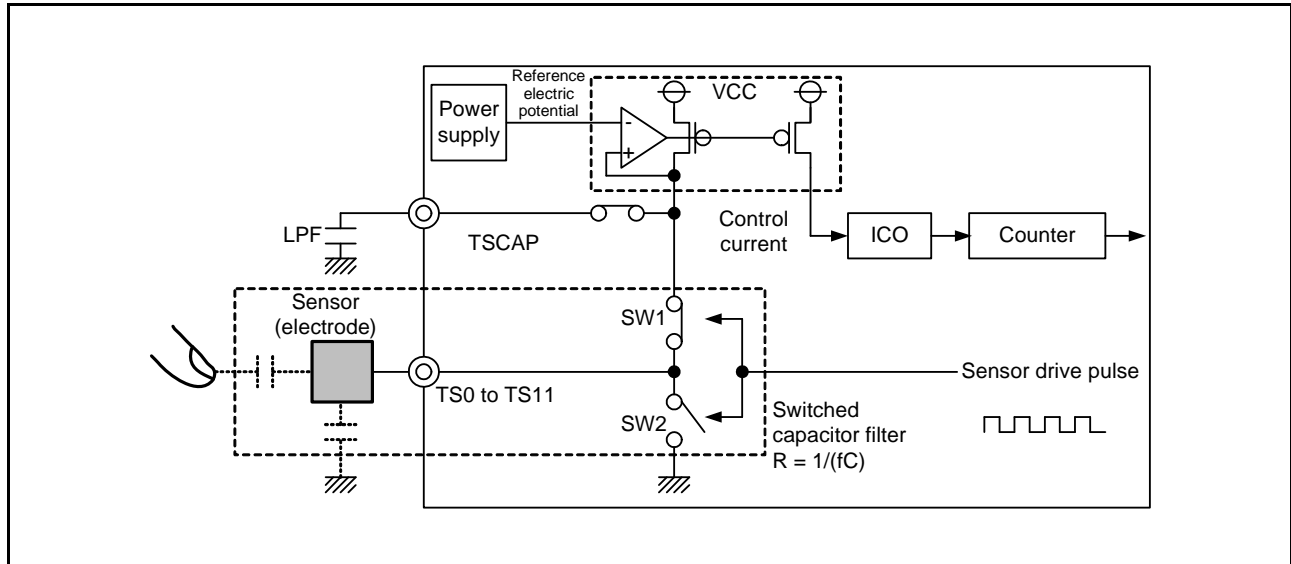 Power
supply
Reference
electric
potential
VCC
-
+
LPF
TSCAP
Control
current
ICO
Counter
Sensor
(electrode)
SW1
TS0 to TS11
SW2
Sensor drive pulse
Switched
capacitor filter
R = 1/(fC)